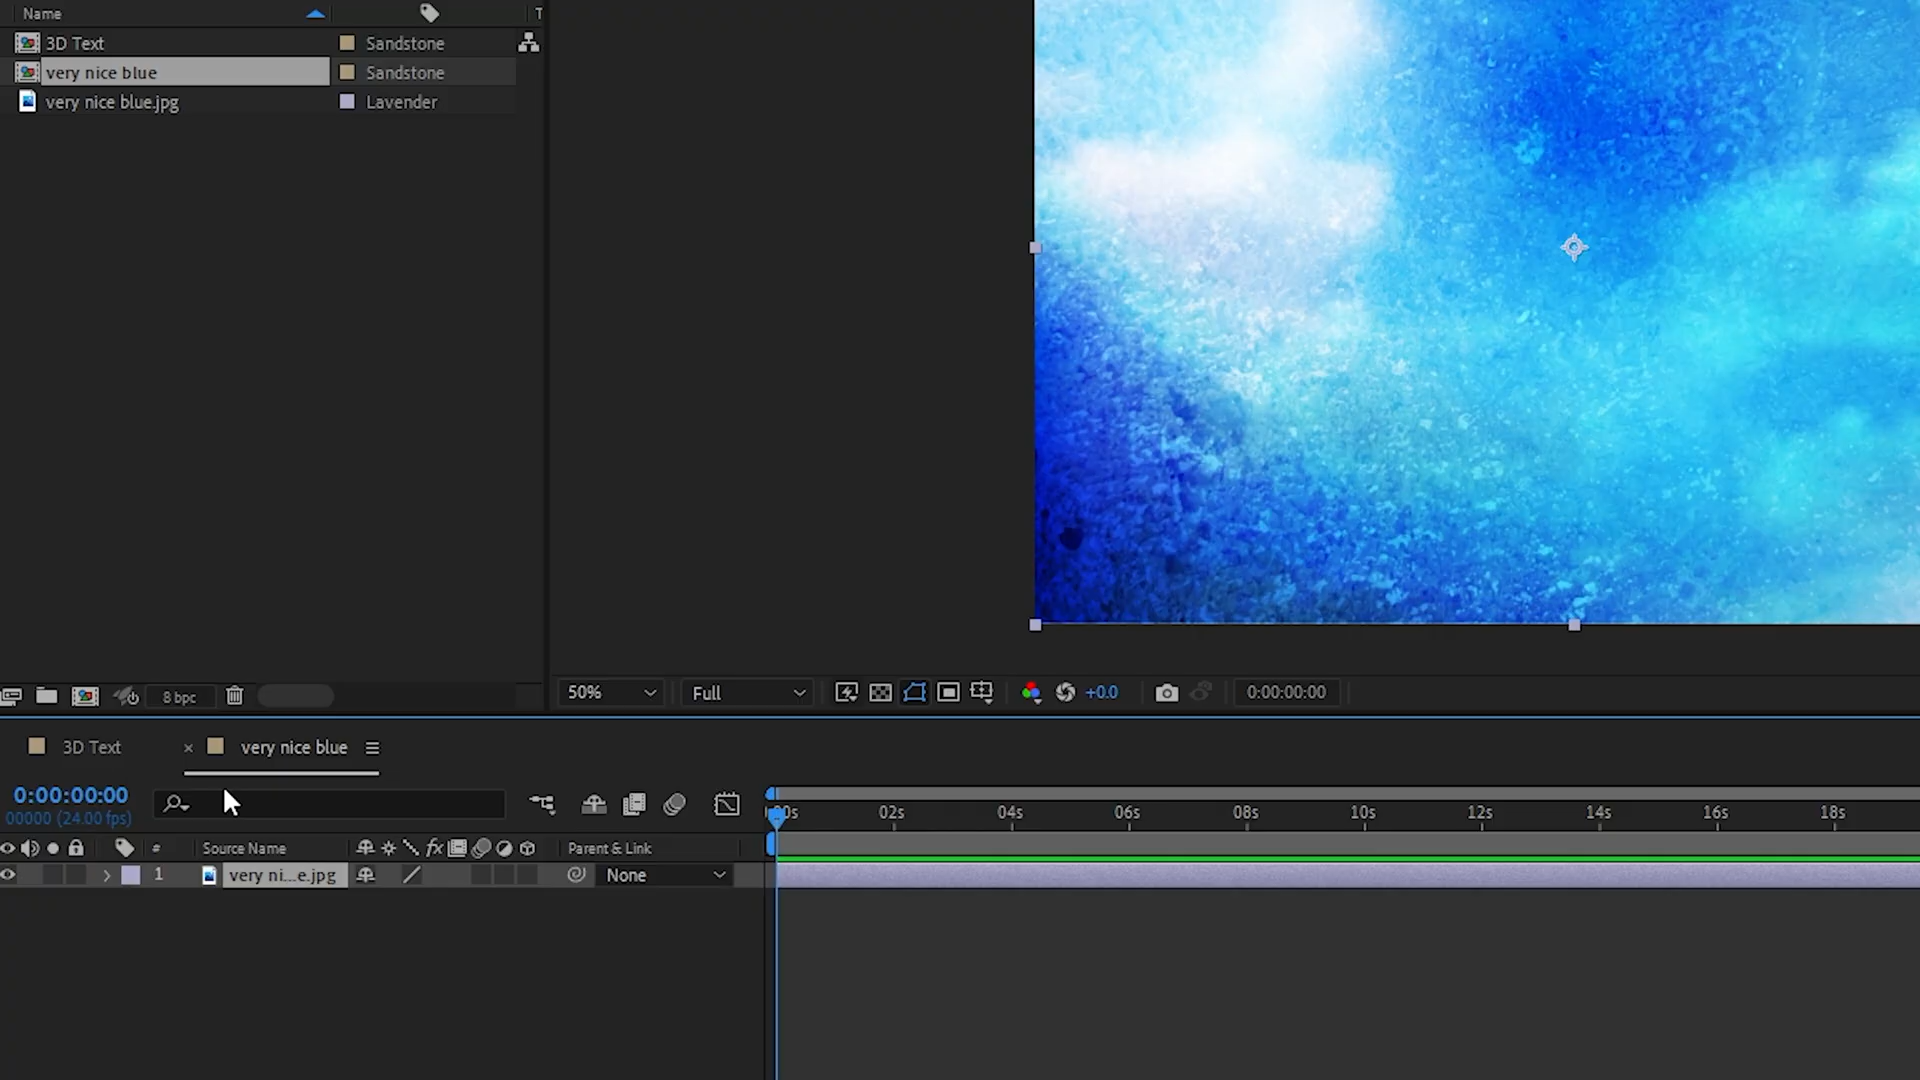 Name T
3D Text Sandstone
very nice blue Sandstone
very nice blue.jpg Lavender
8 bpc
50% Full +0.0 0:00:00:00
3D Text × very nice blue
0:00:00:00
00000 (24.00 fps)
00s 02s 04s 06s 08s 10s 12s 14s 16s 18s
# Source Name fx Parent & Link
1 very ni...e.jpg None